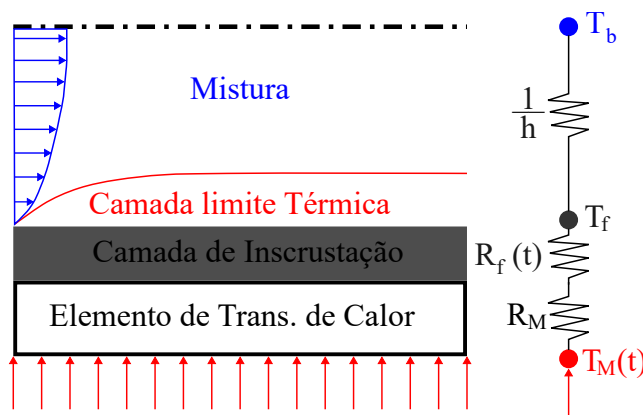 T_b
Mistura
1/h
Camada limite Térmica
T_f
Camada de Inscrustação
R_f (t)
Elemento de Trans. de Calor
R_M
T_M(t)